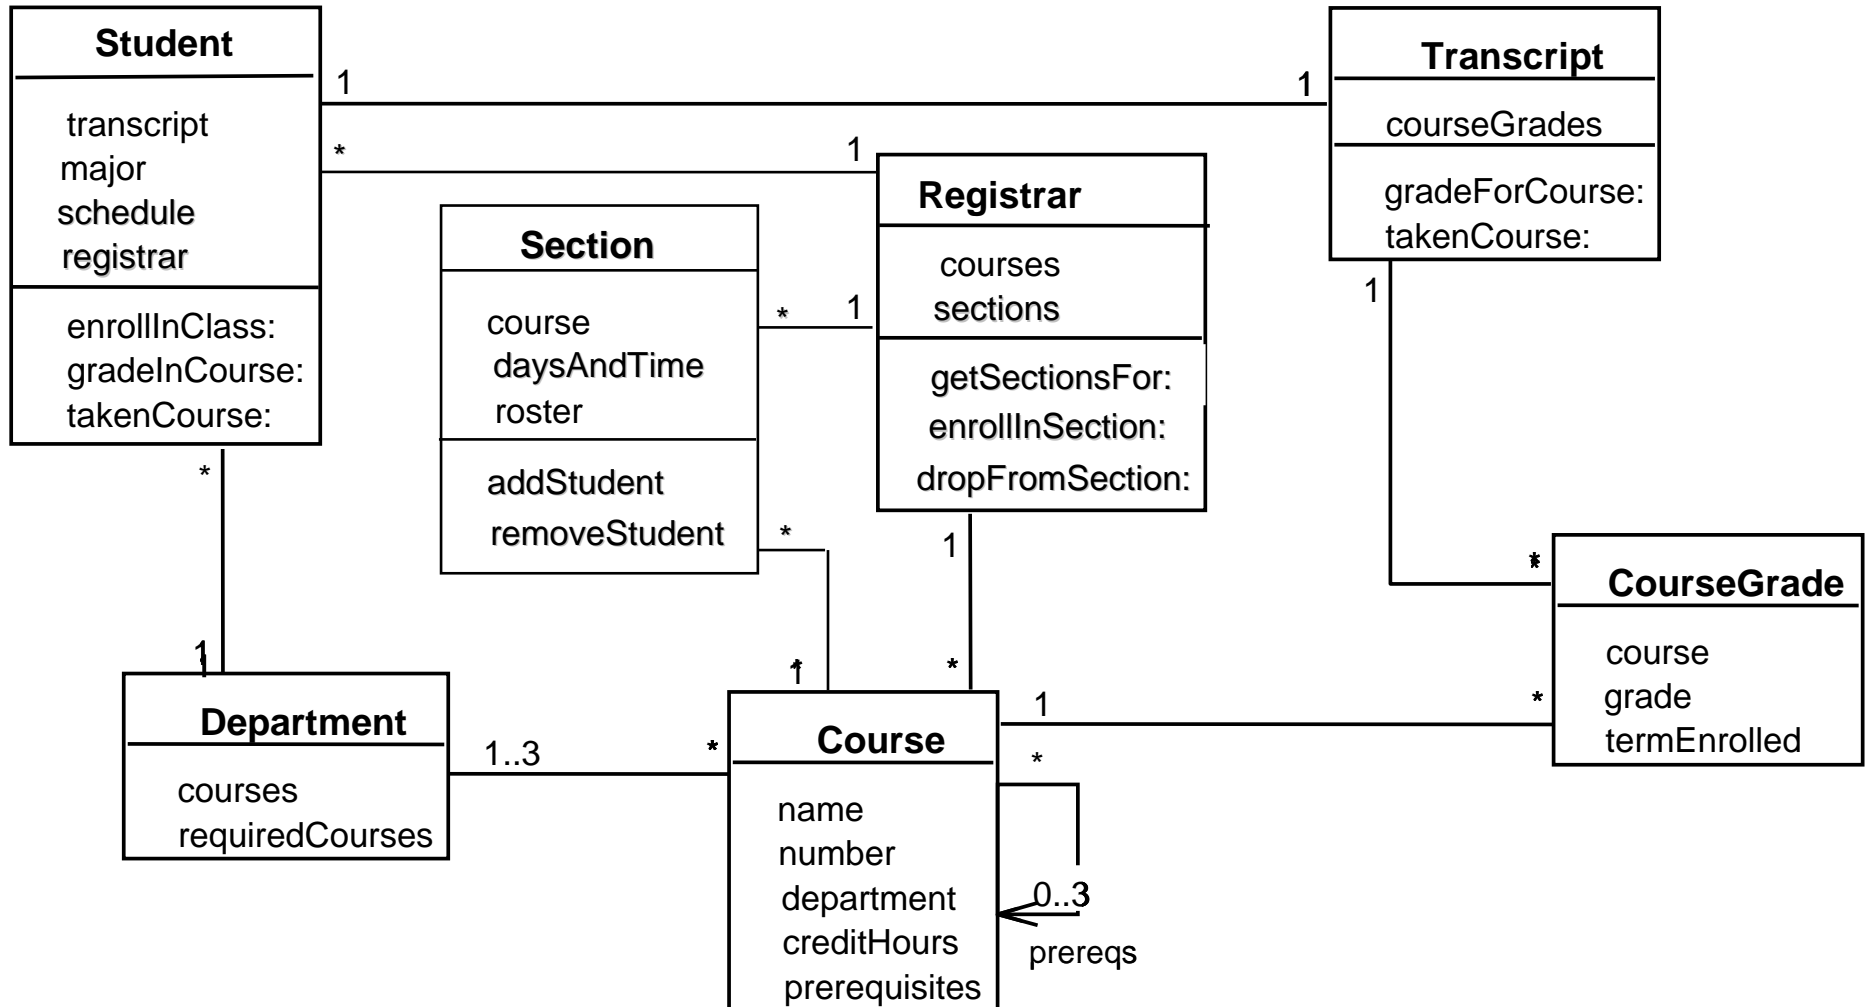 Student
transcript
major
schedule
registrar
enrollInClass:
gradeInCourse:
takenCourse:
1
1
*
1
Transcript
courseGrades
gradeForCourse:
takenCourse:
Registrar
courses
sections
getSectionsFor:
enrollInSection:
dropFromSection:
Section
course
daysAndTime
roster
addStudent
removeStudent
*
1
*
1
*
1
*
1
*
1
*
CourseGrade
course
grade
termEnrolled
Department
courses
requiredCourses
1..3
*
1
*
Course
name
number
department
creditHours
prerequisites
*
0..3
prereqs